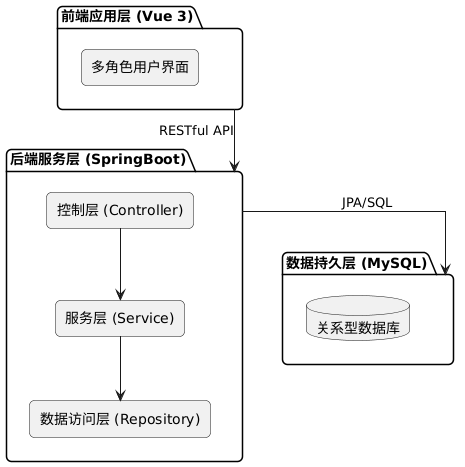 前端应用层 (Vue 3)
多角色用户界面
RESTful API
后端服务层 (SpringBoot)
控制层 (Controller)
JPA/SQL
数据持久层 (MySQL)
服务层 (Service)
关系型数据库
数据访问层 (Repository)